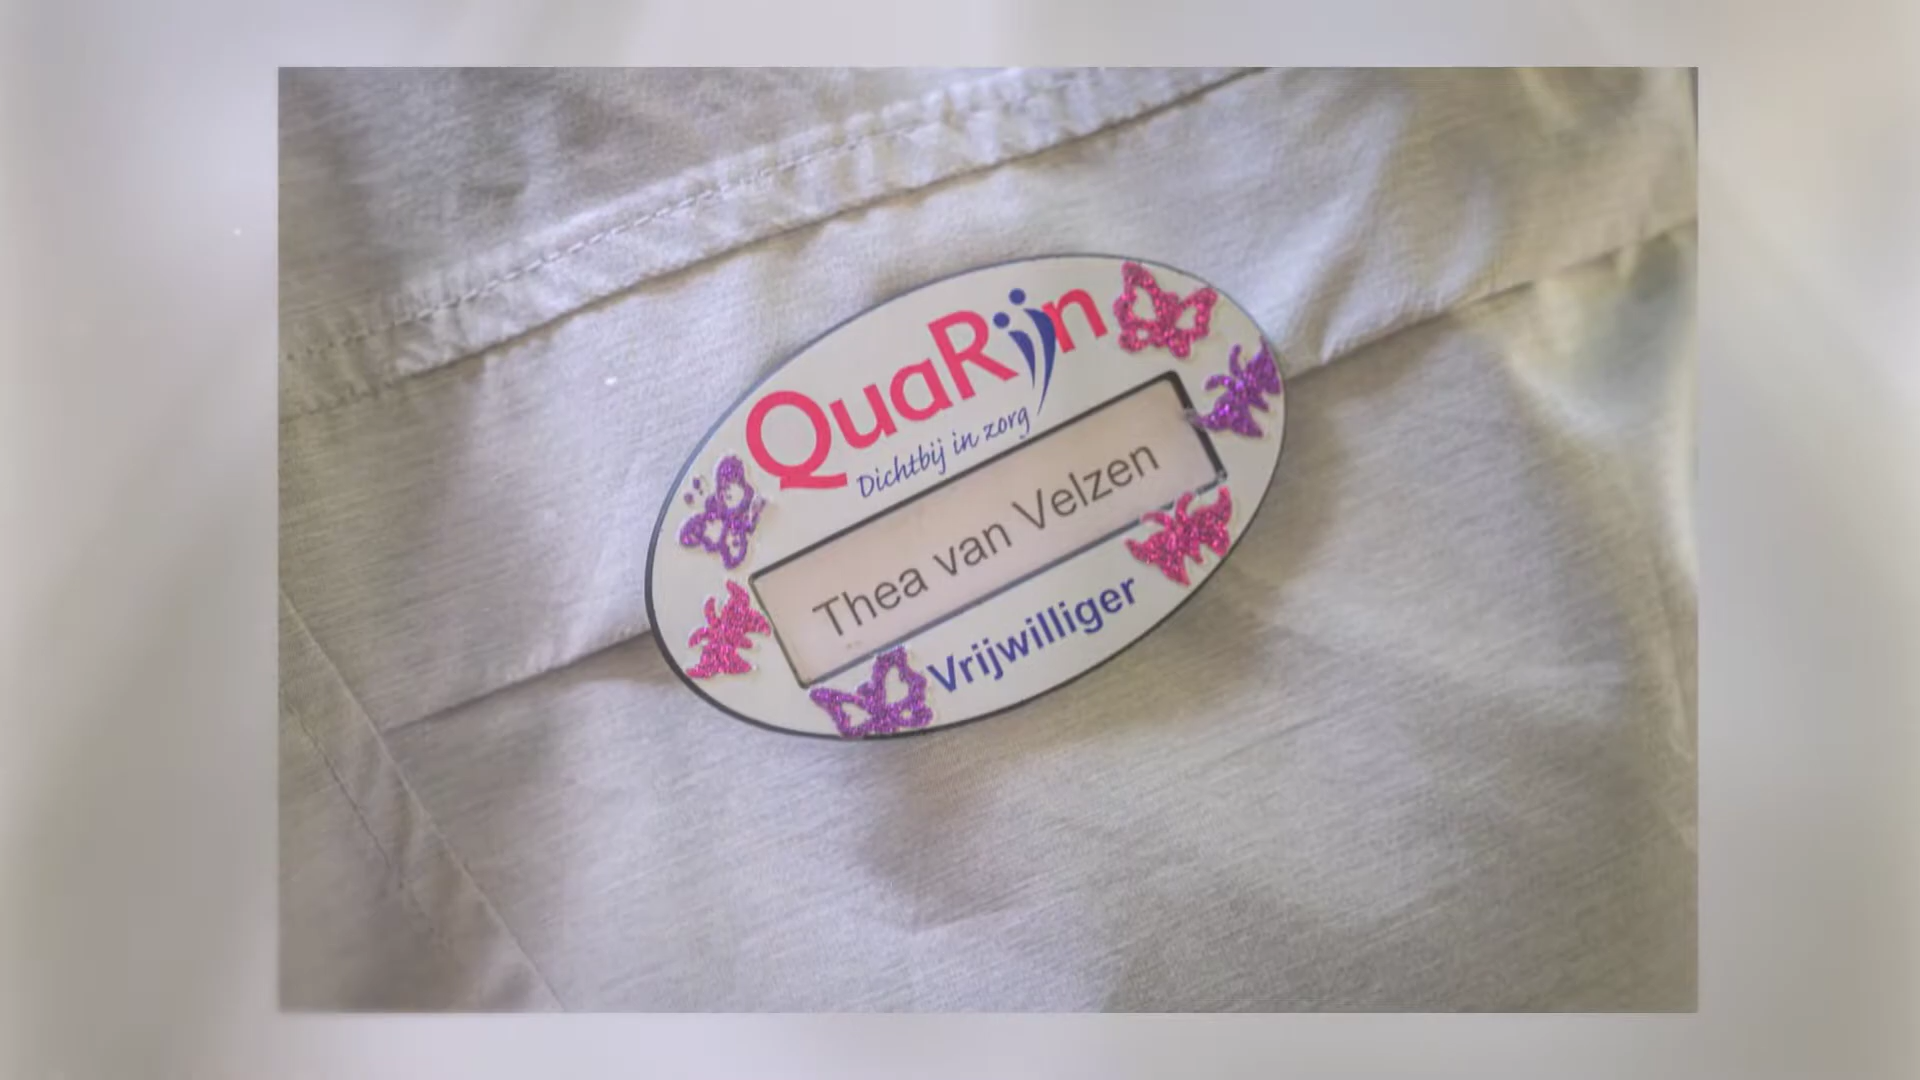 QuaRijn
Dichtbij in zorg
Thea van Velzen
Vrijwilliger